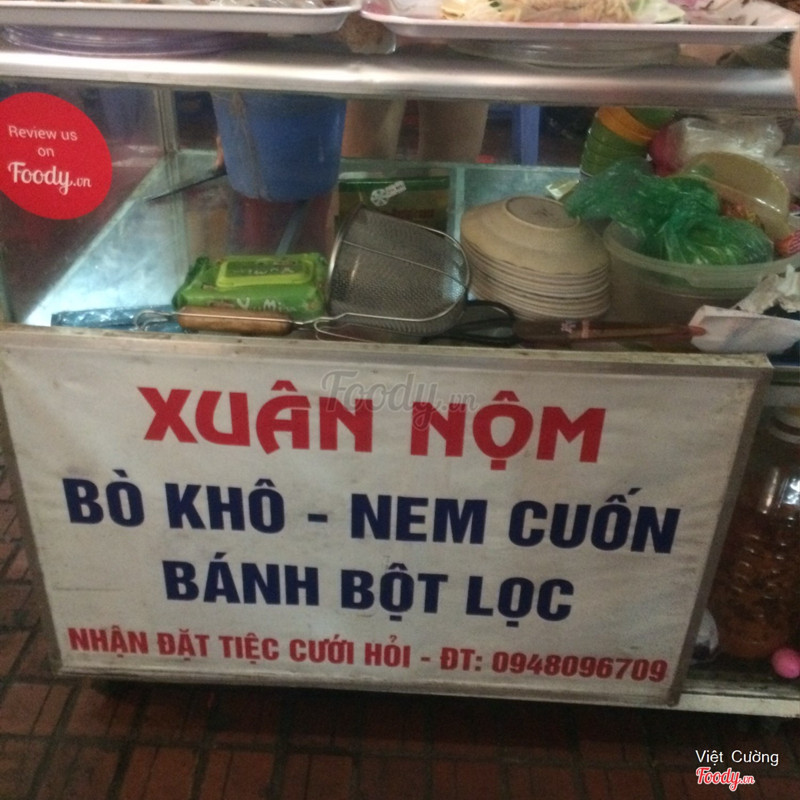 Review us
on
Foody.vn
Foody.vn
XUÂN NỘM
BÒ KHÔ - NEM CUỐN
BÁNH BỘT LỌC
NHẬN ĐẶT TIỆC CƯỚI HỎI - ĐT: 0948096709
Việt Cường
Foody.vn